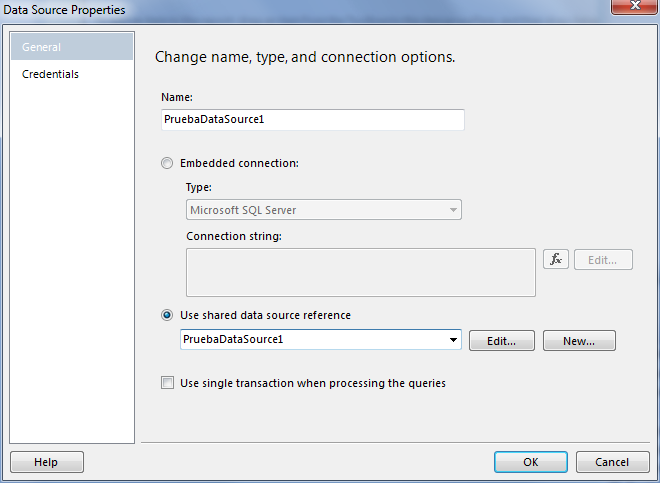 Data Source Properties
General
Credentials
Change name, type, and connection options.
Name:
PruebaDataSource1
Embedded connection:
Type:
Microsoft SQL Server
Connection string:
fx
Edit...
Use shared data source reference
PruebaDataSource1
Edit...
New...
Use single transaction when processing the queries
Help
OK
Cancel